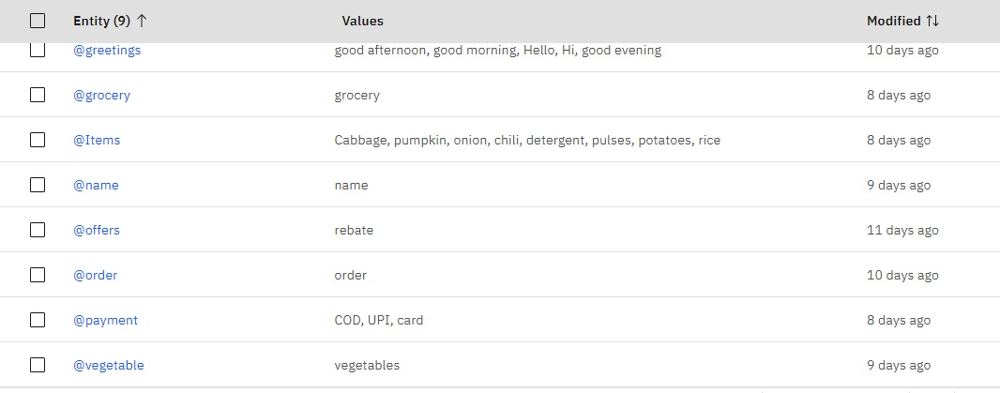 Entity (9) Values Modified
@greetings good afternoon, good morning, Hello, Hi, good evening 10 days ago
@grocery grocery 8 days ago
@Items Cabbage, pumpkin, onion, chili, detergent, pulses, potatoes, rice 8 days ago
@name name 9 days ago
@offers rebate 11 days ago
@order order 10 days ago
@payment COD, UPI, card 8 days ago
@vegetable vegetables 9 days ago